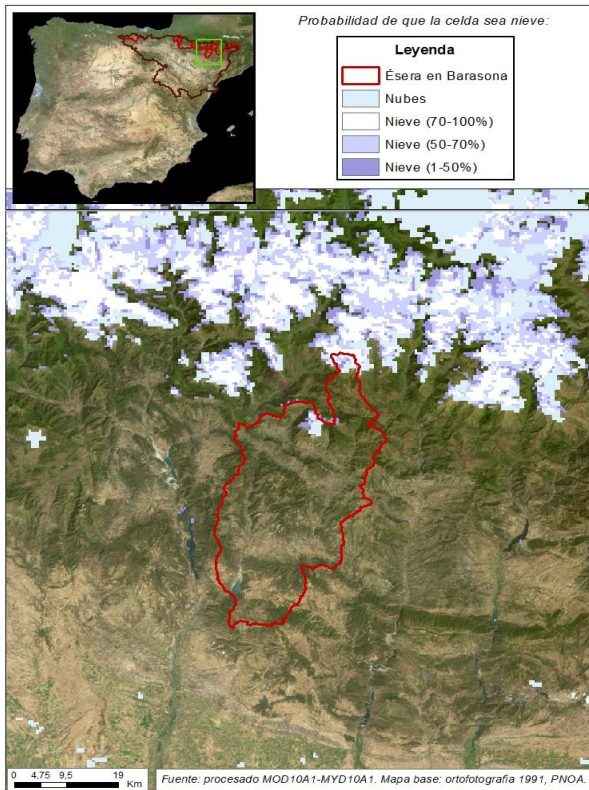 Probabilidad de que la celda sea nieve:
Leyenda
Ésera en Barasona
Nubes
Nieve (70-100%)
Nieve (50-70%)
Nieve (1-50%)
0 4,75 9,5 19
Km
Fuente: procesado MOD10A1-MYD10A1. Mapa base: ortofotografia 1991, PNOA.